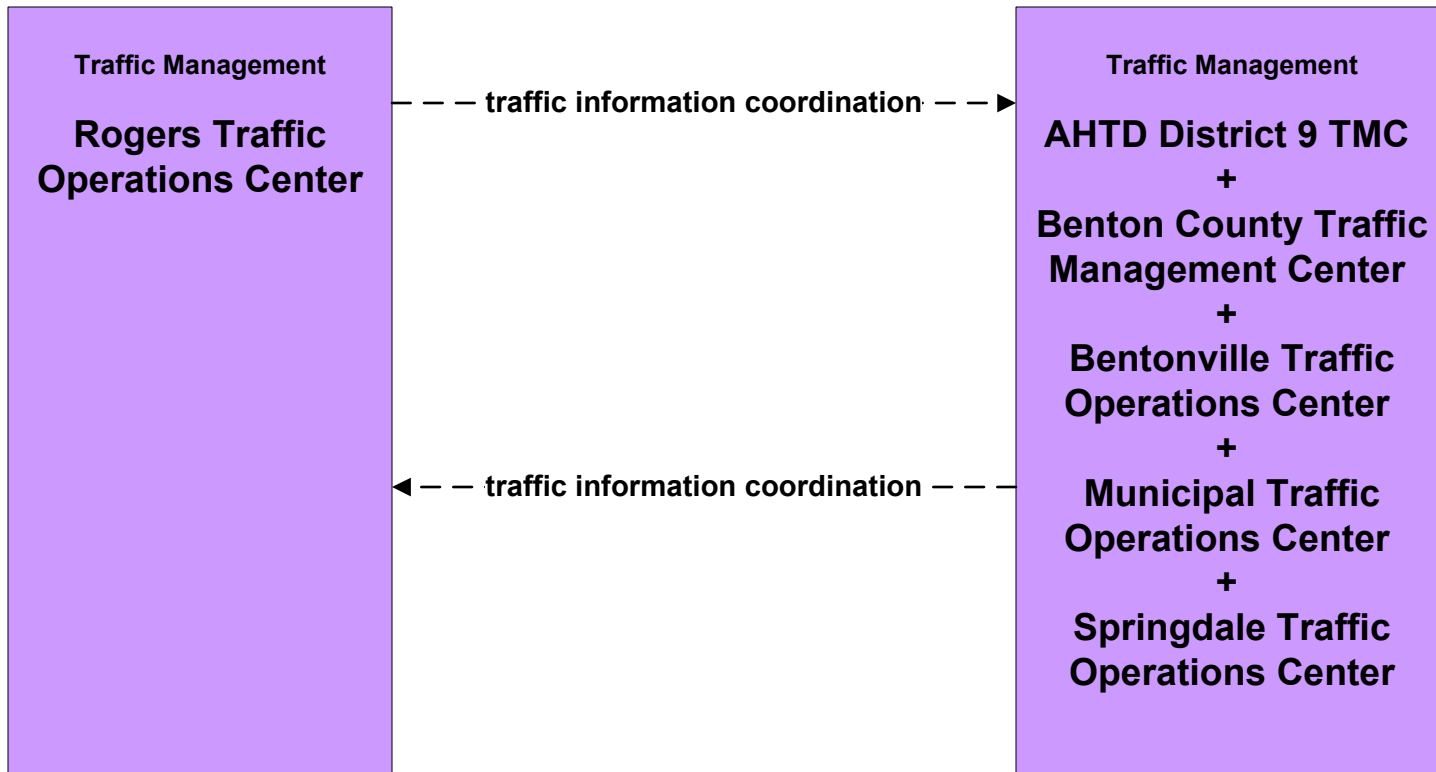 Traffic Management
Rogers Traffic
Operations Center
traffic information coordination
traffic information coordination
Traffic Management
AHTD District 9 TMC
+
Benton County Traffic
Management Center
+
Bentonville Traffic
Operations Center
+
Municipal Traffic
Operations Center
+
Springdale Traffic
Operations Center